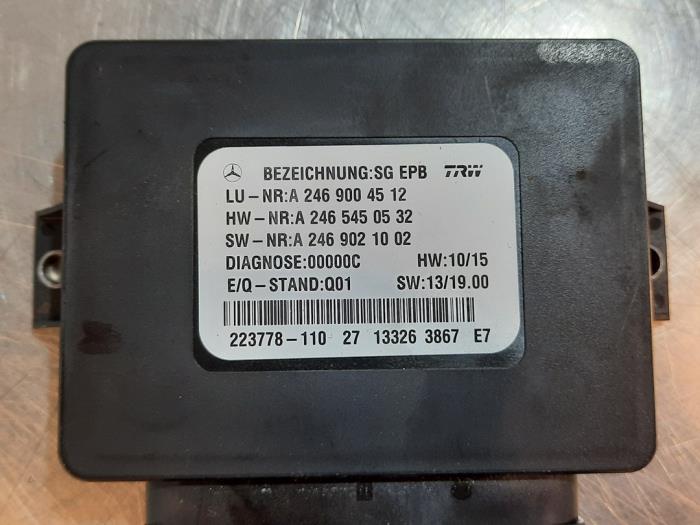 BEZEICHNUNG:SG EPB TRW
LU-NR:A 246 900 45 12
HW-NR:A 246 545 05 32
SW-NR:A 246 902 10 02
DIAGNOSE:00000C HW:10/15
E/Q-STAND:Q01 SW:13/19.00
223778-110 27 13326 3867 E7